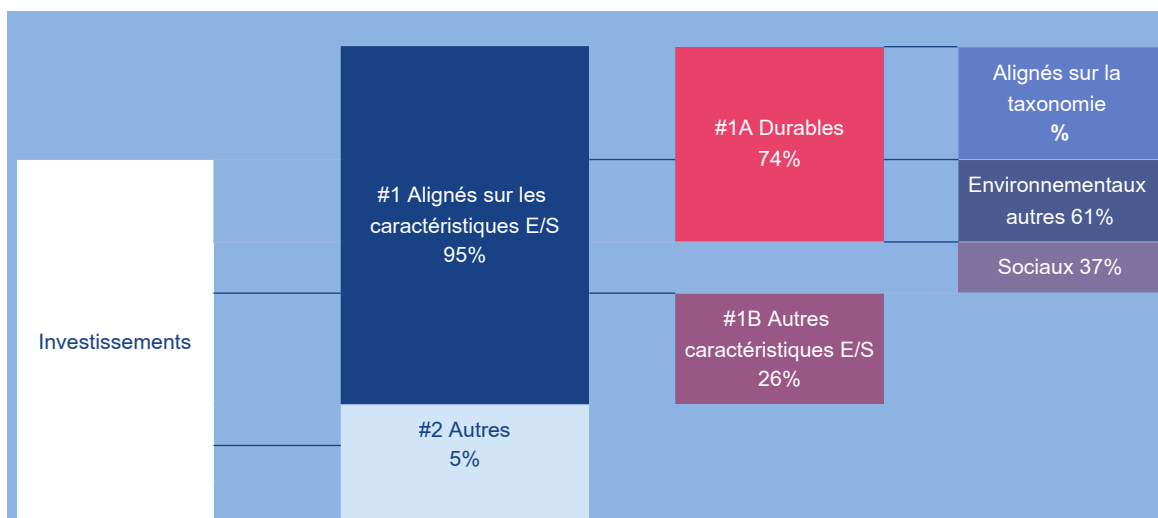 Investissements
#1 Alignés sur les
caractéristiques E/S
95%
#2 Autres
5%
#1A Durables
74%
#1B Autres
caractéristiques E/S
26%
Alignés sur la
taxonomie
%
Environnementaux
autres 61%
Sociaux 37%